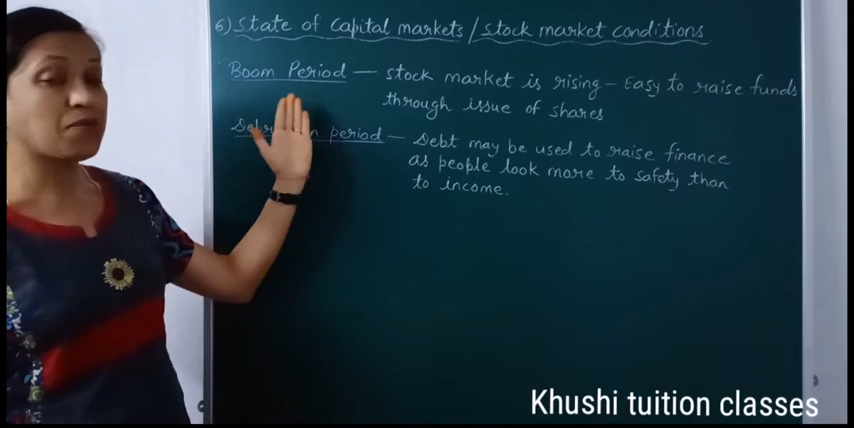 6) State of Capital markets / stock market conditions
Boom Period — stock market is rising – Easy to raise funds
through issue of shares
period — Debt may be used to raise finance
as people look more to safety than
to income.
Khushi tuition classes